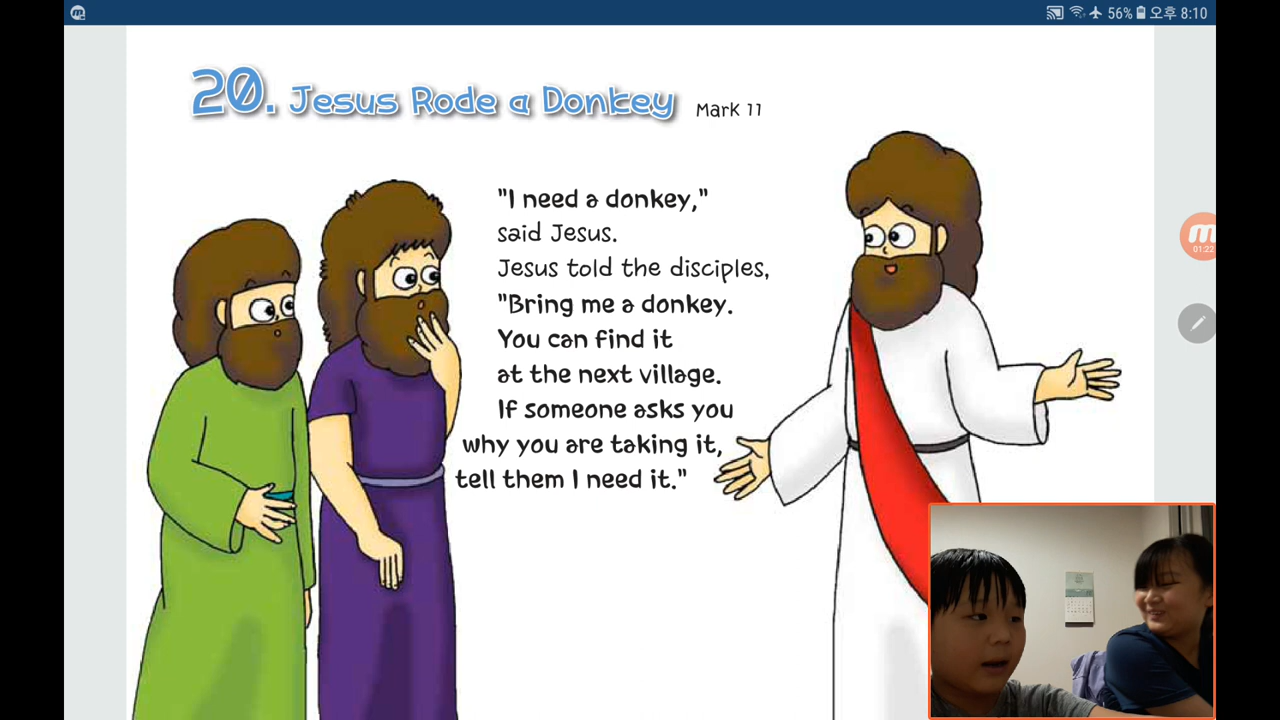 56% 오후 8:10
20. Jesus Rode a Donkey Mark 11
"I need a donkey,"
said Jesus.
Jesus told the disciples,
"Bring me a donkey.
You can find it
at the next village.
If someone asks you
why you are taking it,
tell them I need it."
01:22